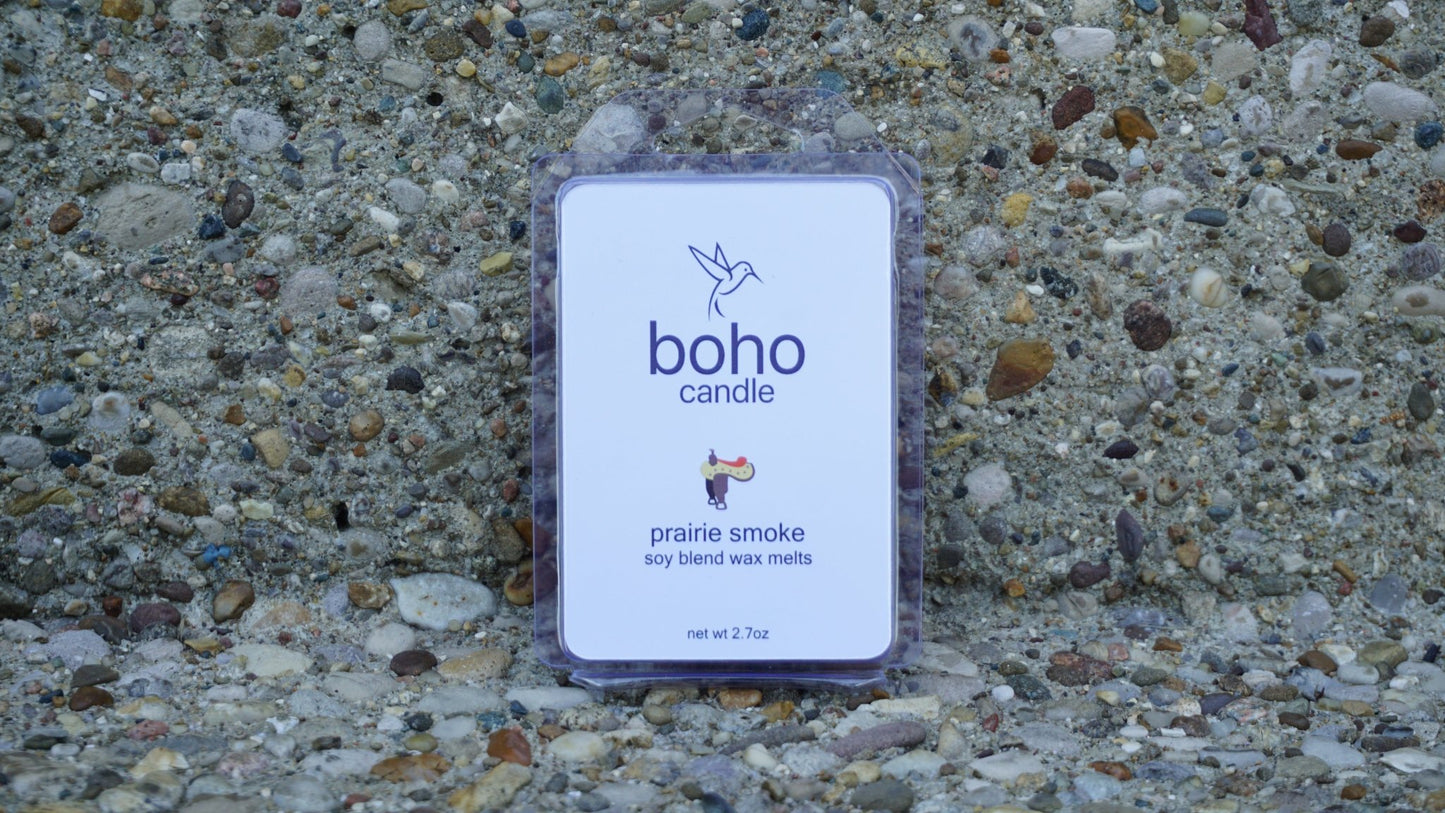 boho
candle
prairie smoke
soy blend wax melts
net wt 2.7oz